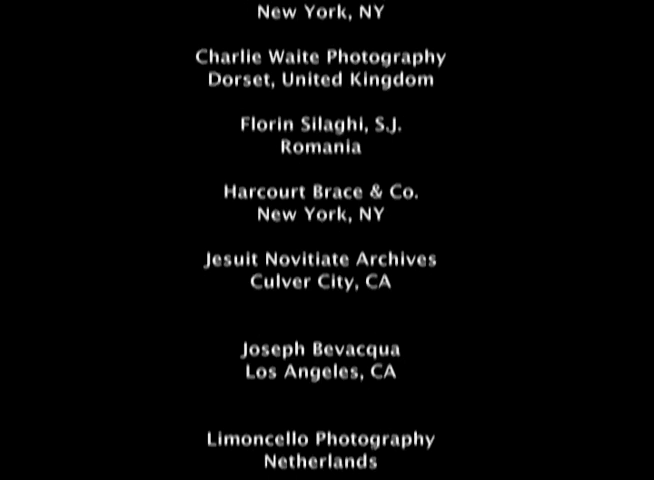 New York, NY
Charlie Waite Photography
Dorset, United Kingdom
Florin Silaghi, S.J.
Romania
Harcourt Brace & Co.
New York, NY
Jesuit Novitiate Archives
Culver City, CA
Joseph Bevacqua
Los Angeles, CA
Limoncello Photography
Netherlands